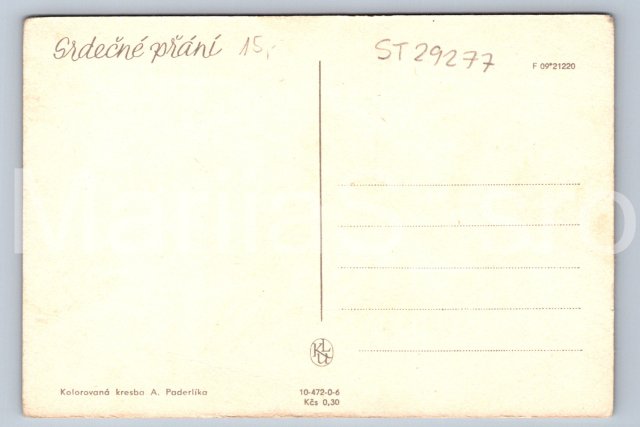 Srdečné přání 15,-
ST 29277
F 09*21220
Kolorovaná kresba A. Paderlíka
10-472-0-6
Kčs 0,30